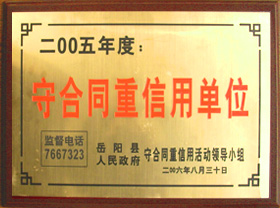 二00五年度：
守合同重信用单位
监督电话
7667323
岳阳县
人民政府
守合同重信用活动领导小组
二00六年八月三十日